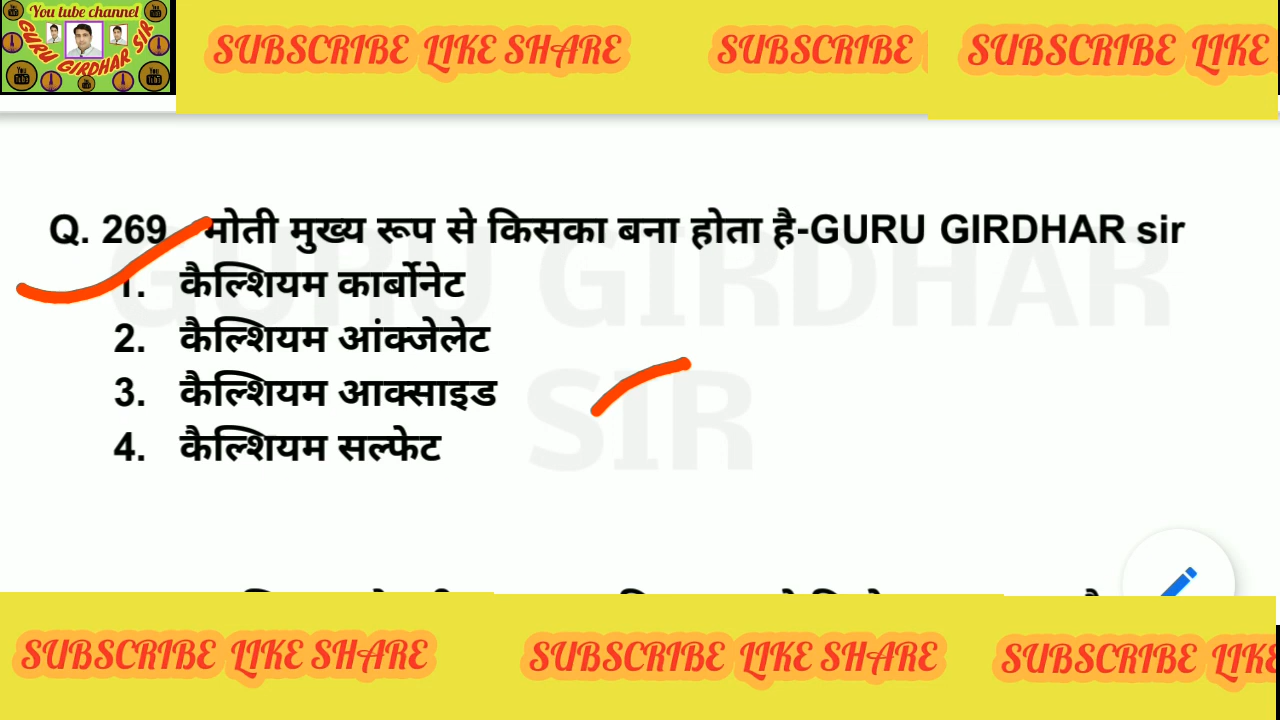 You tube channel
GURU GIRDHAR SIR
SUBSCRIBE LIKE SHARE SUBSCRIBE SUBSCRIBE LIKE
Q. 269 मोती मुख्य रूप से किसका बना होता है-GURU GIRDHAR sir
1. कैल्शियम कार्बोनेट
2. कैल्शियम आंक्जेलेट
3. कैल्शियम आक्साइड
4. कैल्शियम सल्फेट
GURU GIRDHAR
SIR
SUBSCRIBE LIKE SHARE SUBSCRIBE LIKE SHARE SUBSCRIBE LIKE